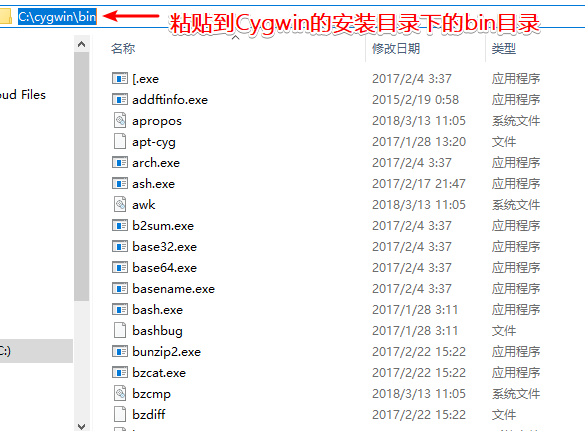 C:\cygwin\bin
粘贴到Cygwin的安装目录下的bin目录
名称 修改日期 类型
oud Files
[.exe 2017/2/4 3:37 应用程序
addftinfo.exe 2015/2/19 0:58 应用程序
apropos 2018/3/13 11:05 系统文件
apt-cyg 2017/1/28 13:20 文件
arch.exe 2017/2/4 3:37 应用程序
ash.exe 2017/2/17 21:47 应用程序
awk 2018/3/13 11:05 系统文件
b2sum.exe 2017/2/4 3:37 应用程序
base32.exe 2017/2/4 3:37 应用程序
base64.exe 2017/2/4 3:37 应用程序
basename.exe 2017/2/4 3:37 应用程序
bash.exe 2017/1/28 3:11 应用程序
bashbug 2017/1/28 3:11 文件
C:)
bunzip2.exe 2017/2/22 15:22 应用程序
bzcat.exe 2017/2/22 15:22 应用程序
bzcmp 2018/3/13 11:05 系统文件
bzdiff 2017/2/22 15:22 文件